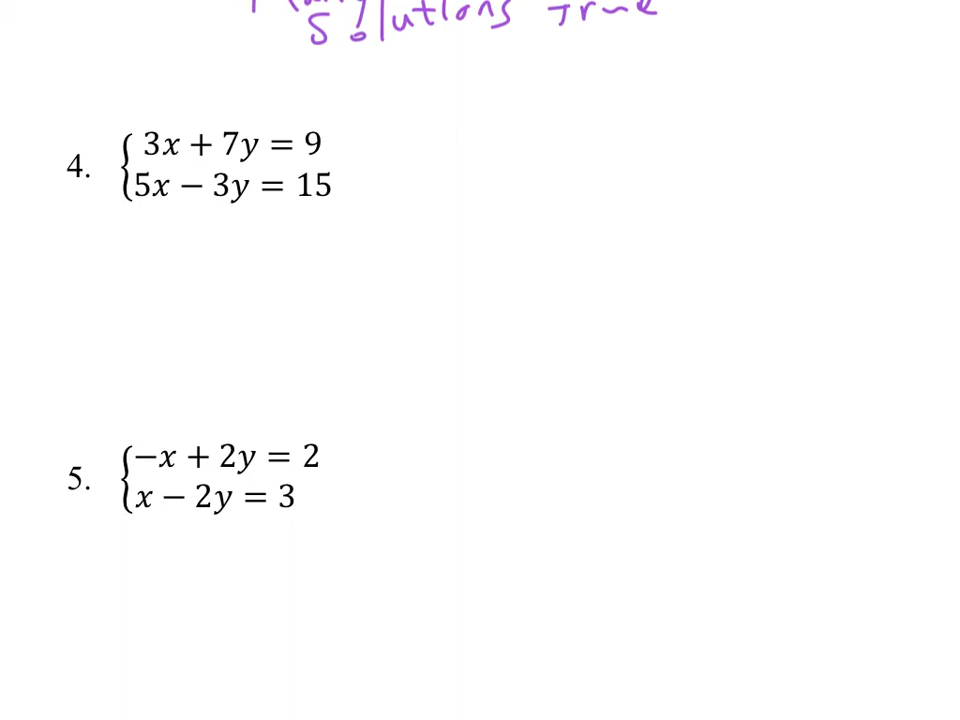 Solutions True
4. 3x + 7y = 9
5x − 3y = 15
5. −x + 2y = 2
x − 2y = 3